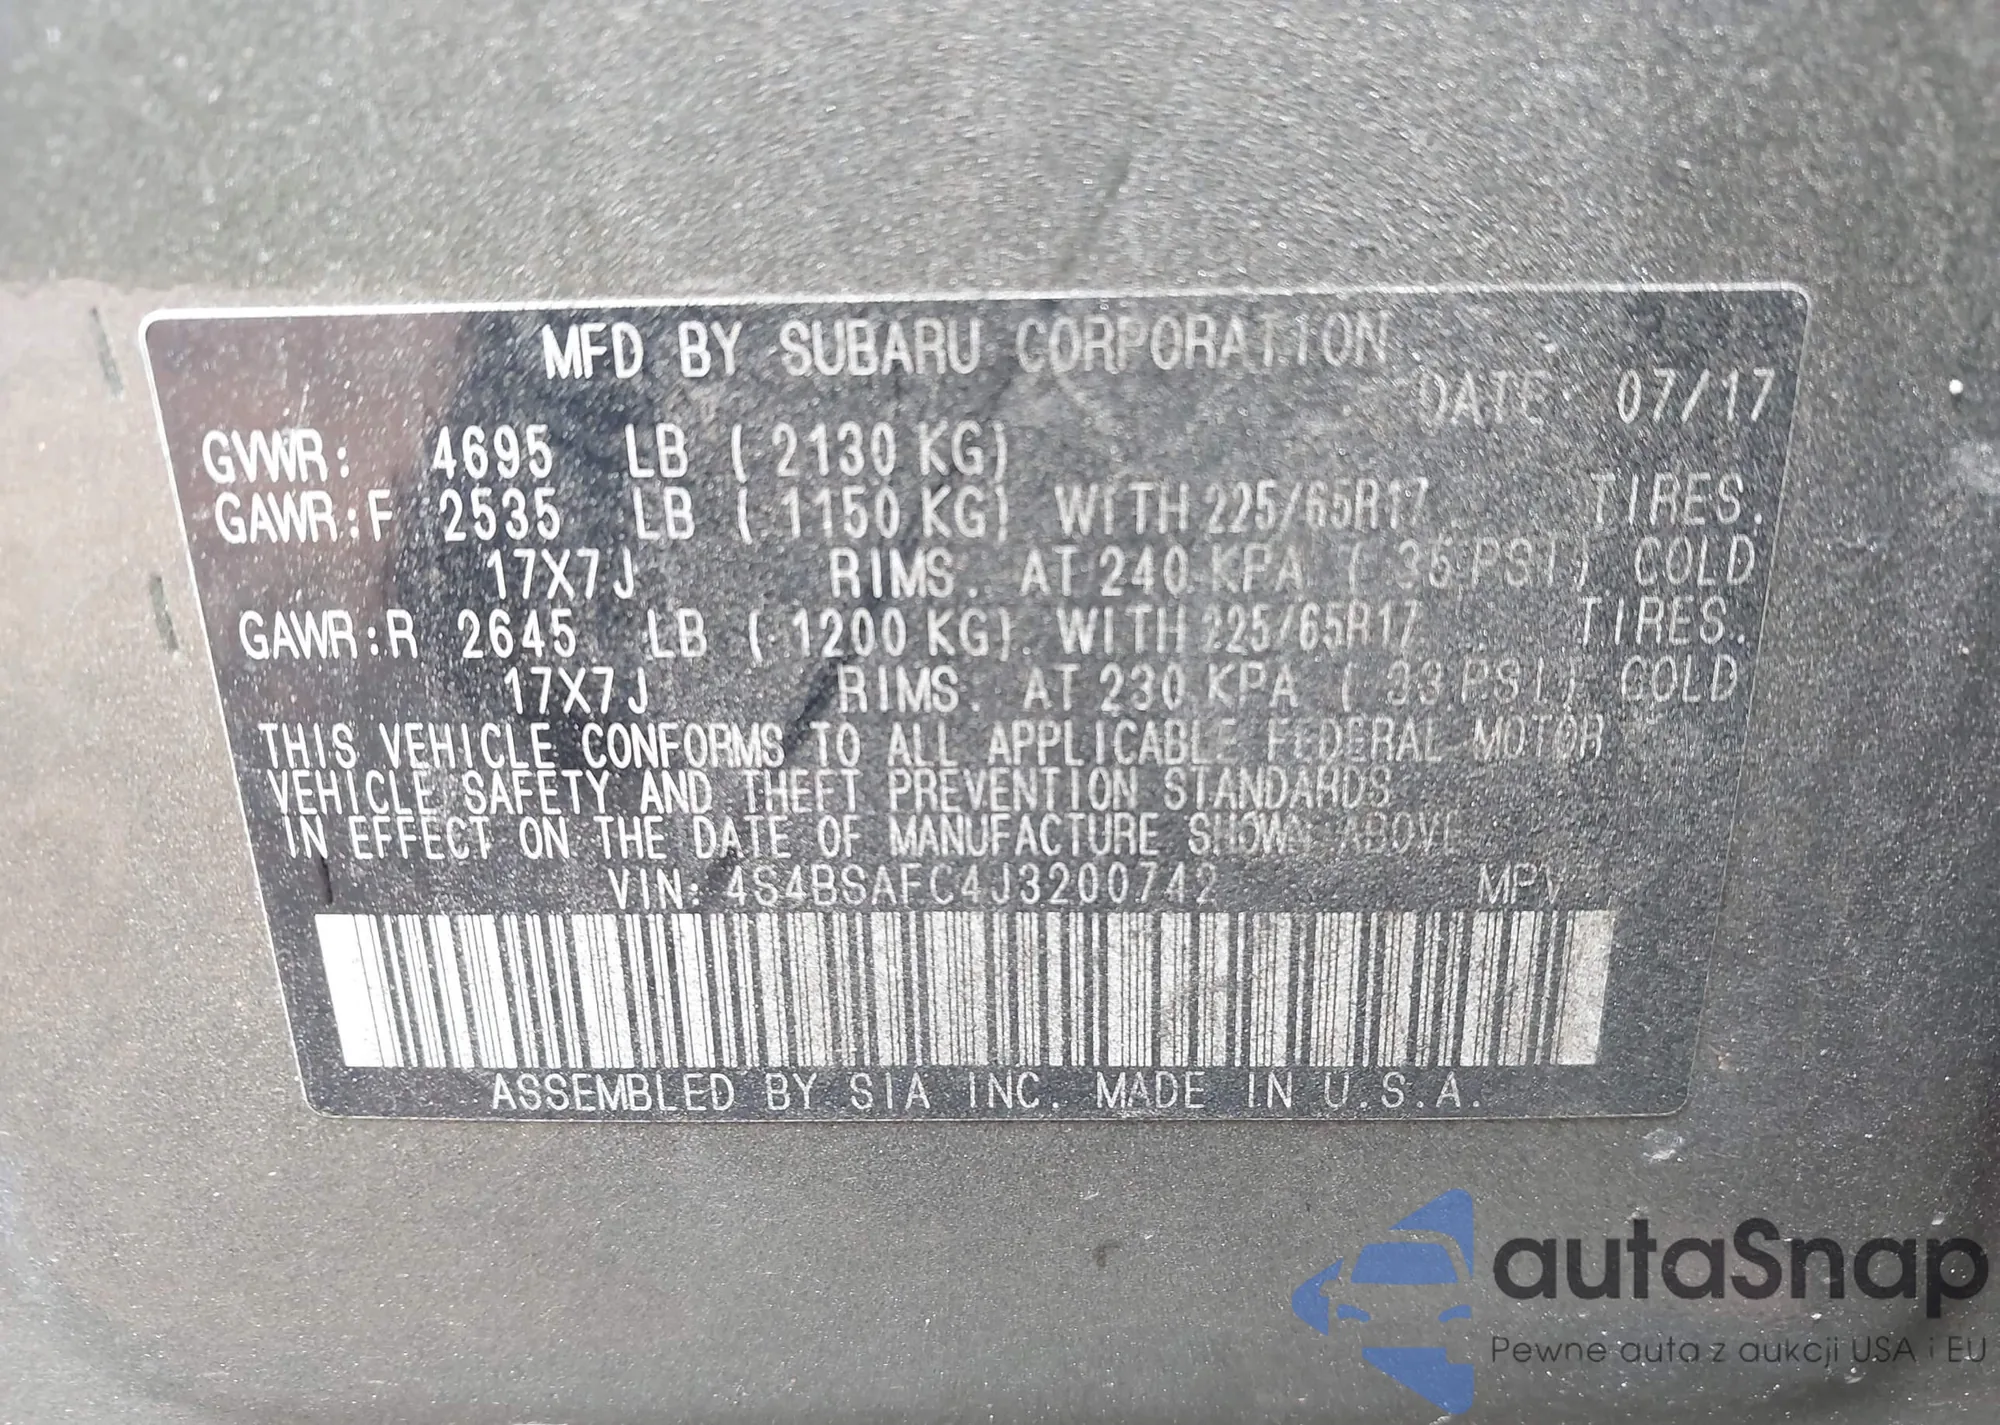 MFD BY SUBARU CORPORATION
DATE 07/17
GVWR: 4695 LB ( 2130 KG)
GAWR:F 2535 LB ( 1150 KG) WITH 225/65R17 TIRES.
17X7J RIMS. AT 240 KPA ( 35 PSI) COLD
GAWR:R 2645 LB ( 1200 KG). WITH 225/65R17 TIRES.
17X7J RIMS. AT 230 KPA ( 33 PSI) COLD
THIS VEHICLE CONFORMS TO ALL APPLICABLE FEDERAL MOTOR
VEHICLE SAFETY AND THEFT PREVENTION STANDARDS
IN EFFECT ON THE DATE OF MANUFACTURE SHOWN ABOVE
VIN: 4S4BSAFC4J3200742 MPV
ASSEMBLED BY SIA INC. MADE IN U.S.A.
autaSnap
Pewne auta z aukcji USA i EU